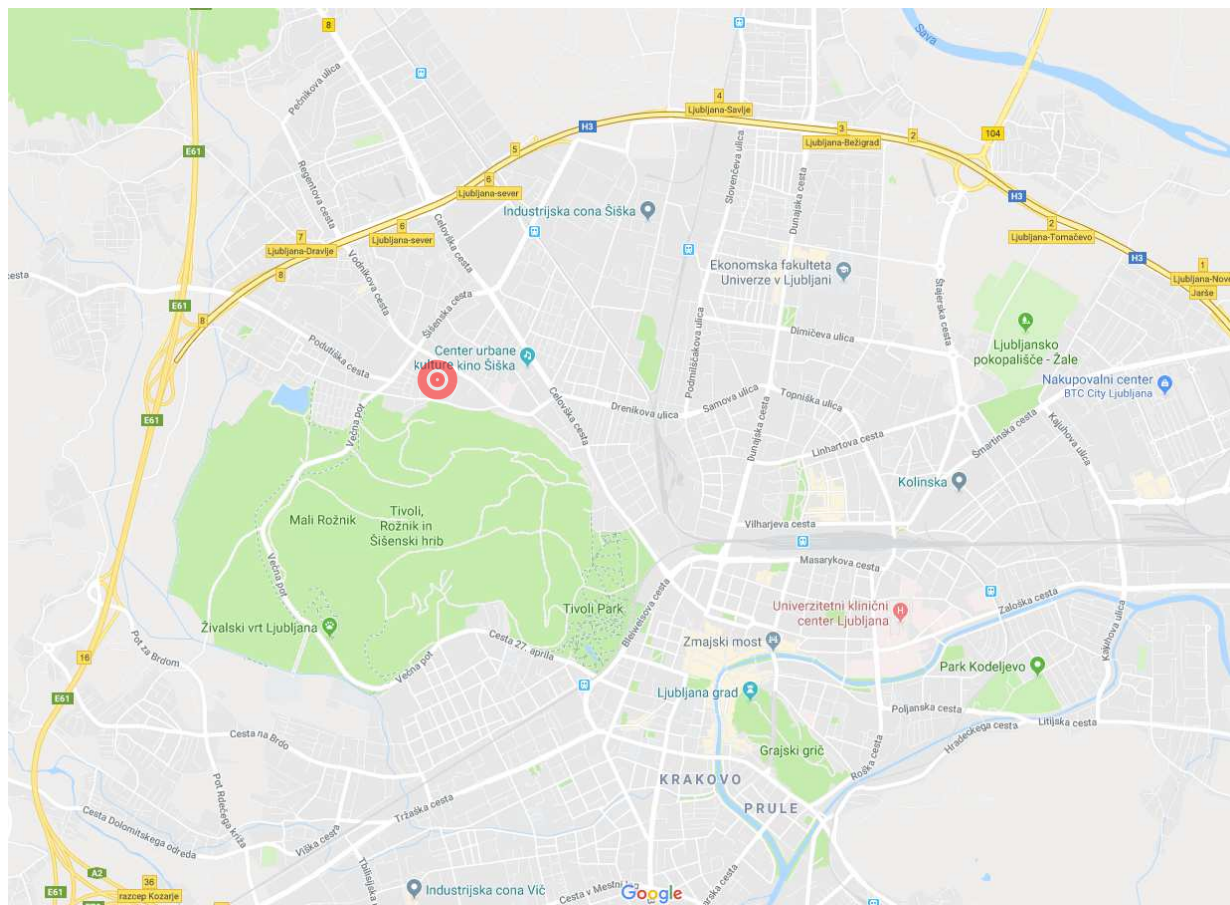 8
Sava
Pečnikova ulica
4
Ljubljana-Savlje
H3
3
Ljubljana-Bežigrad
2
104
E61
5
6
Ljubljana-sever
Slovenčeva ulica
Regentova cesta
Industrijska cona Šiška
Dunajska cesta
H3
2
Ljubljana-Tomačevo
Celovška cesta
7
Ljubljana-Dravlje
6
Ljubljana-sever
8
H3
1
Ljubljana-Nove
Jarše
cesta
Vodnikova cesta
Ekonomska fakulteta
Univerze v Ljubljani
E61
8
Šišenska cesta
Štajerska cesta
Podmilščakova ulica
Dimičeva ulica
Ljubljansko
pokopališče - Žale
Podutiška cesta
Center urbane
kulture kino Šiška
Nakupovalni center
BTC City Ljubljana
Celovška cesta
Drenikova ulica
Samova ulica
Topniška ulica
E61
Večna pot
Dunajska cesta
Linhartova cesta
Šmartinska cesta
Kajuhova ulica
Kolinska
Mali Rožnik
Tivoli,
Rožnik in
Šišenski hrib
Vilharjeva cesta
Masarykova cesta
Večna pot
Bleiweisova cesta
Tivoli Park
Univerzitetni klinični
center Ljubljana
Zaloška cesta
Živalski vrt Ljubljana
Cesta 27. aprila
Zmajski most
Kajuhova ulica
Pot za Brdom
16
Večna pot
Park Kodeljevo
E61
Ljubljana grad
Poljanska cesta
Litijska cesta
Hradeckega cesta
Cesta na Brdo
Grajski grič
Roška cesta
KRAKOVO
Pot Rdečega križa
PRULE
Tržaška cesta
Cesta Dolomitskega odreda
Viška cesta
Tbilisijska ulica
A2
36
razcep Kozarje
E61
Industrijska cona Vič
Cesta v Mestni log
Google